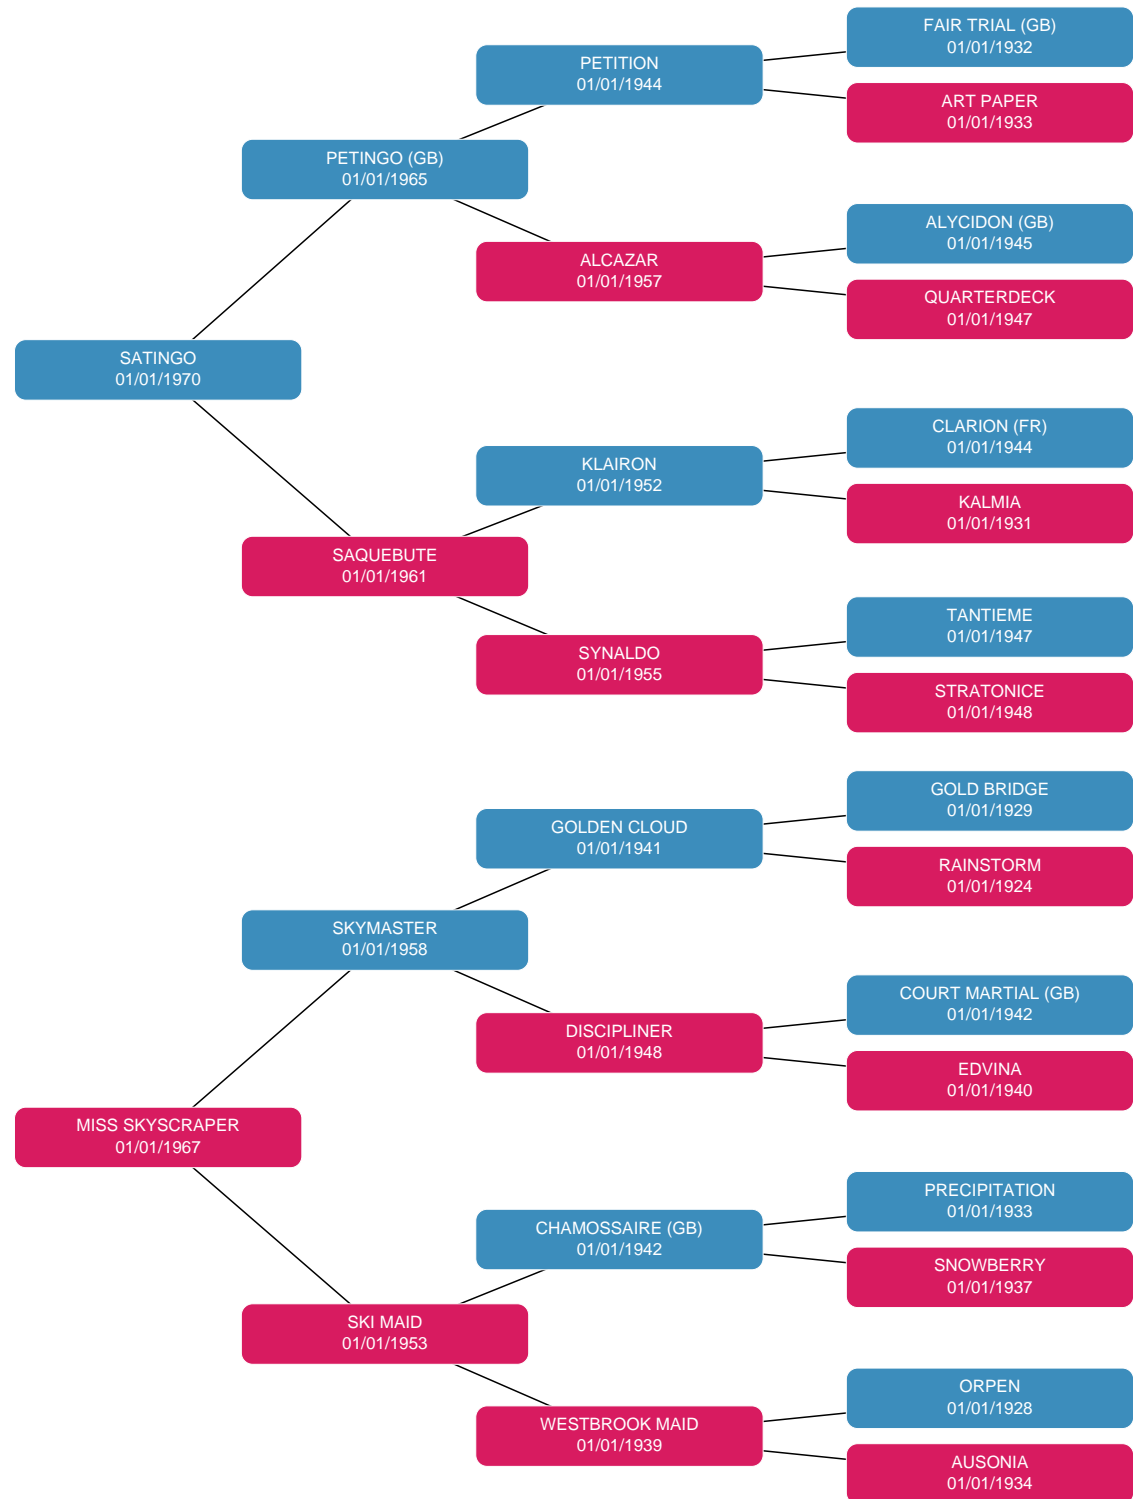 FAIR TRIAL (GB)
01/01/1932
PETITION
01/01/1944
ART PAPER
01/01/1933
PETINGO (GB)
01/01/1965
ALYCIDON (GB)
01/01/1945
ALCAZAR
01/01/1957
QUARTERDECK
01/01/1947
SATINGO
01/01/1970
CLARION (FR)
01/01/1944
KLAIRON
01/01/1952
KALMIA
01/01/1931
SAQUEBUTE
01/01/1961
TANTIEME
01/01/1947
SYNALDO
01/01/1955
STRATONICE
01/01/1948
GOLD BRIDGE
01/01/1929
GOLDEN CLOUD
01/01/1941
RAINSTORM
01/01/1924
SKYMASTER
01/01/1958
COURT MARTIAL (GB)
01/01/1942
DISCIPLINER
01/01/1948
EDVINA
01/01/1940
MISS SKYSCRAPER
01/01/1967
PRECIPITATION
01/01/1933
CHAMOSSAIRE (GB)
01/01/1942
SNOWBERRY
01/01/1937
SKI MAID
01/01/1953
ORPEN
01/01/1928
WESTBROOK MAID
01/01/1939
AUSONIA
01/01/1934